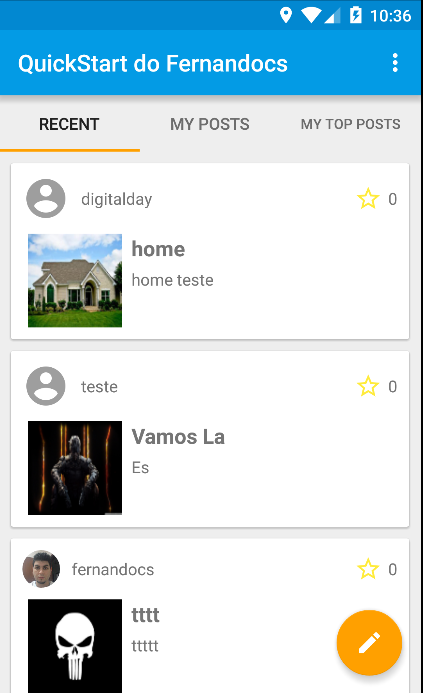 10:36
QuickStart do Fernandocs
RECENT MY POSTS MY TOP POSTS
digitalday 0
home
home teste
teste 0
Vamos La
Es
fernandocs 0
tttt
ttttt